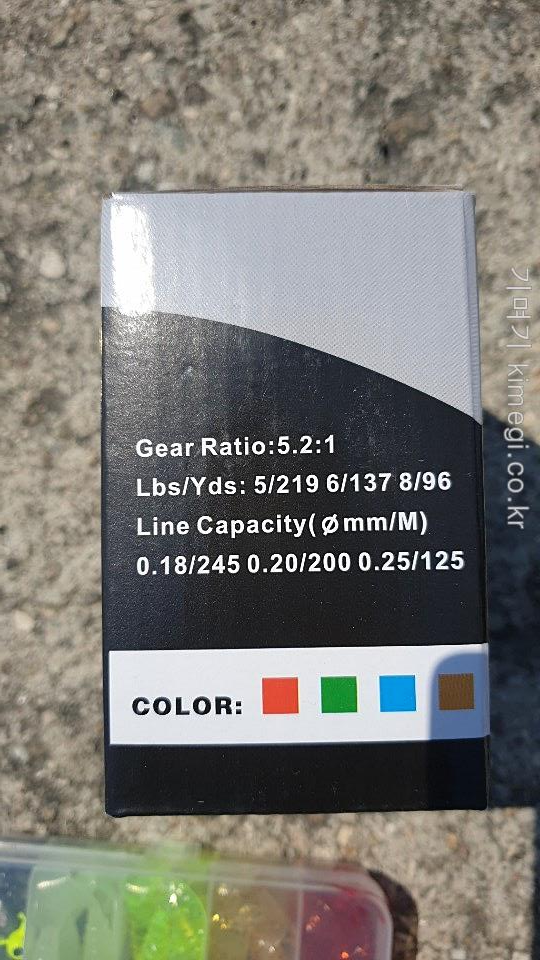 Gear Ratio:5.2:1
Lbs/Yds: 5/219 6/137 8/96
Line Capacity(Ømm/M)
0.18/245 0.20/200 0.25/125
COLOR:
기며기 kimegi.co.kr